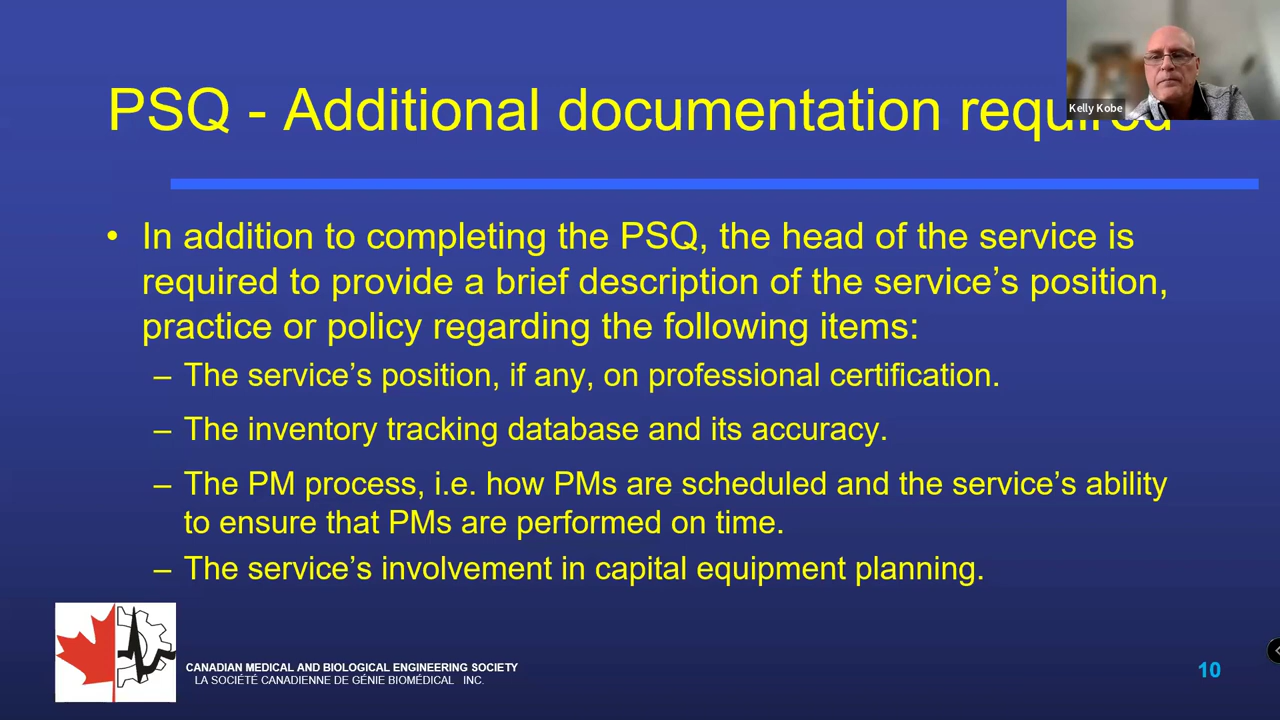 PSQ - Additional documentation required
Kelly Kobe
• In addition to completing the PSQ, the head of the service is
required to provide a brief description of the service’s position,
practice or policy regarding the following items:
– The service’s position, if any, on professional certification.
– The inventory tracking database and its accuracy.
– The PM process, i.e. how PMs are scheduled and the service’s ability
to ensure that PMs are performed on time.
– The service’s involvement in capital equipment planning.
CANADIAN MEDICAL AND BIOLOGICAL ENGINEERING SOCIETY
LA SOCIÉTÉ CANADIENNE DE GÉNIE BIOMÉDICAL INC.
10